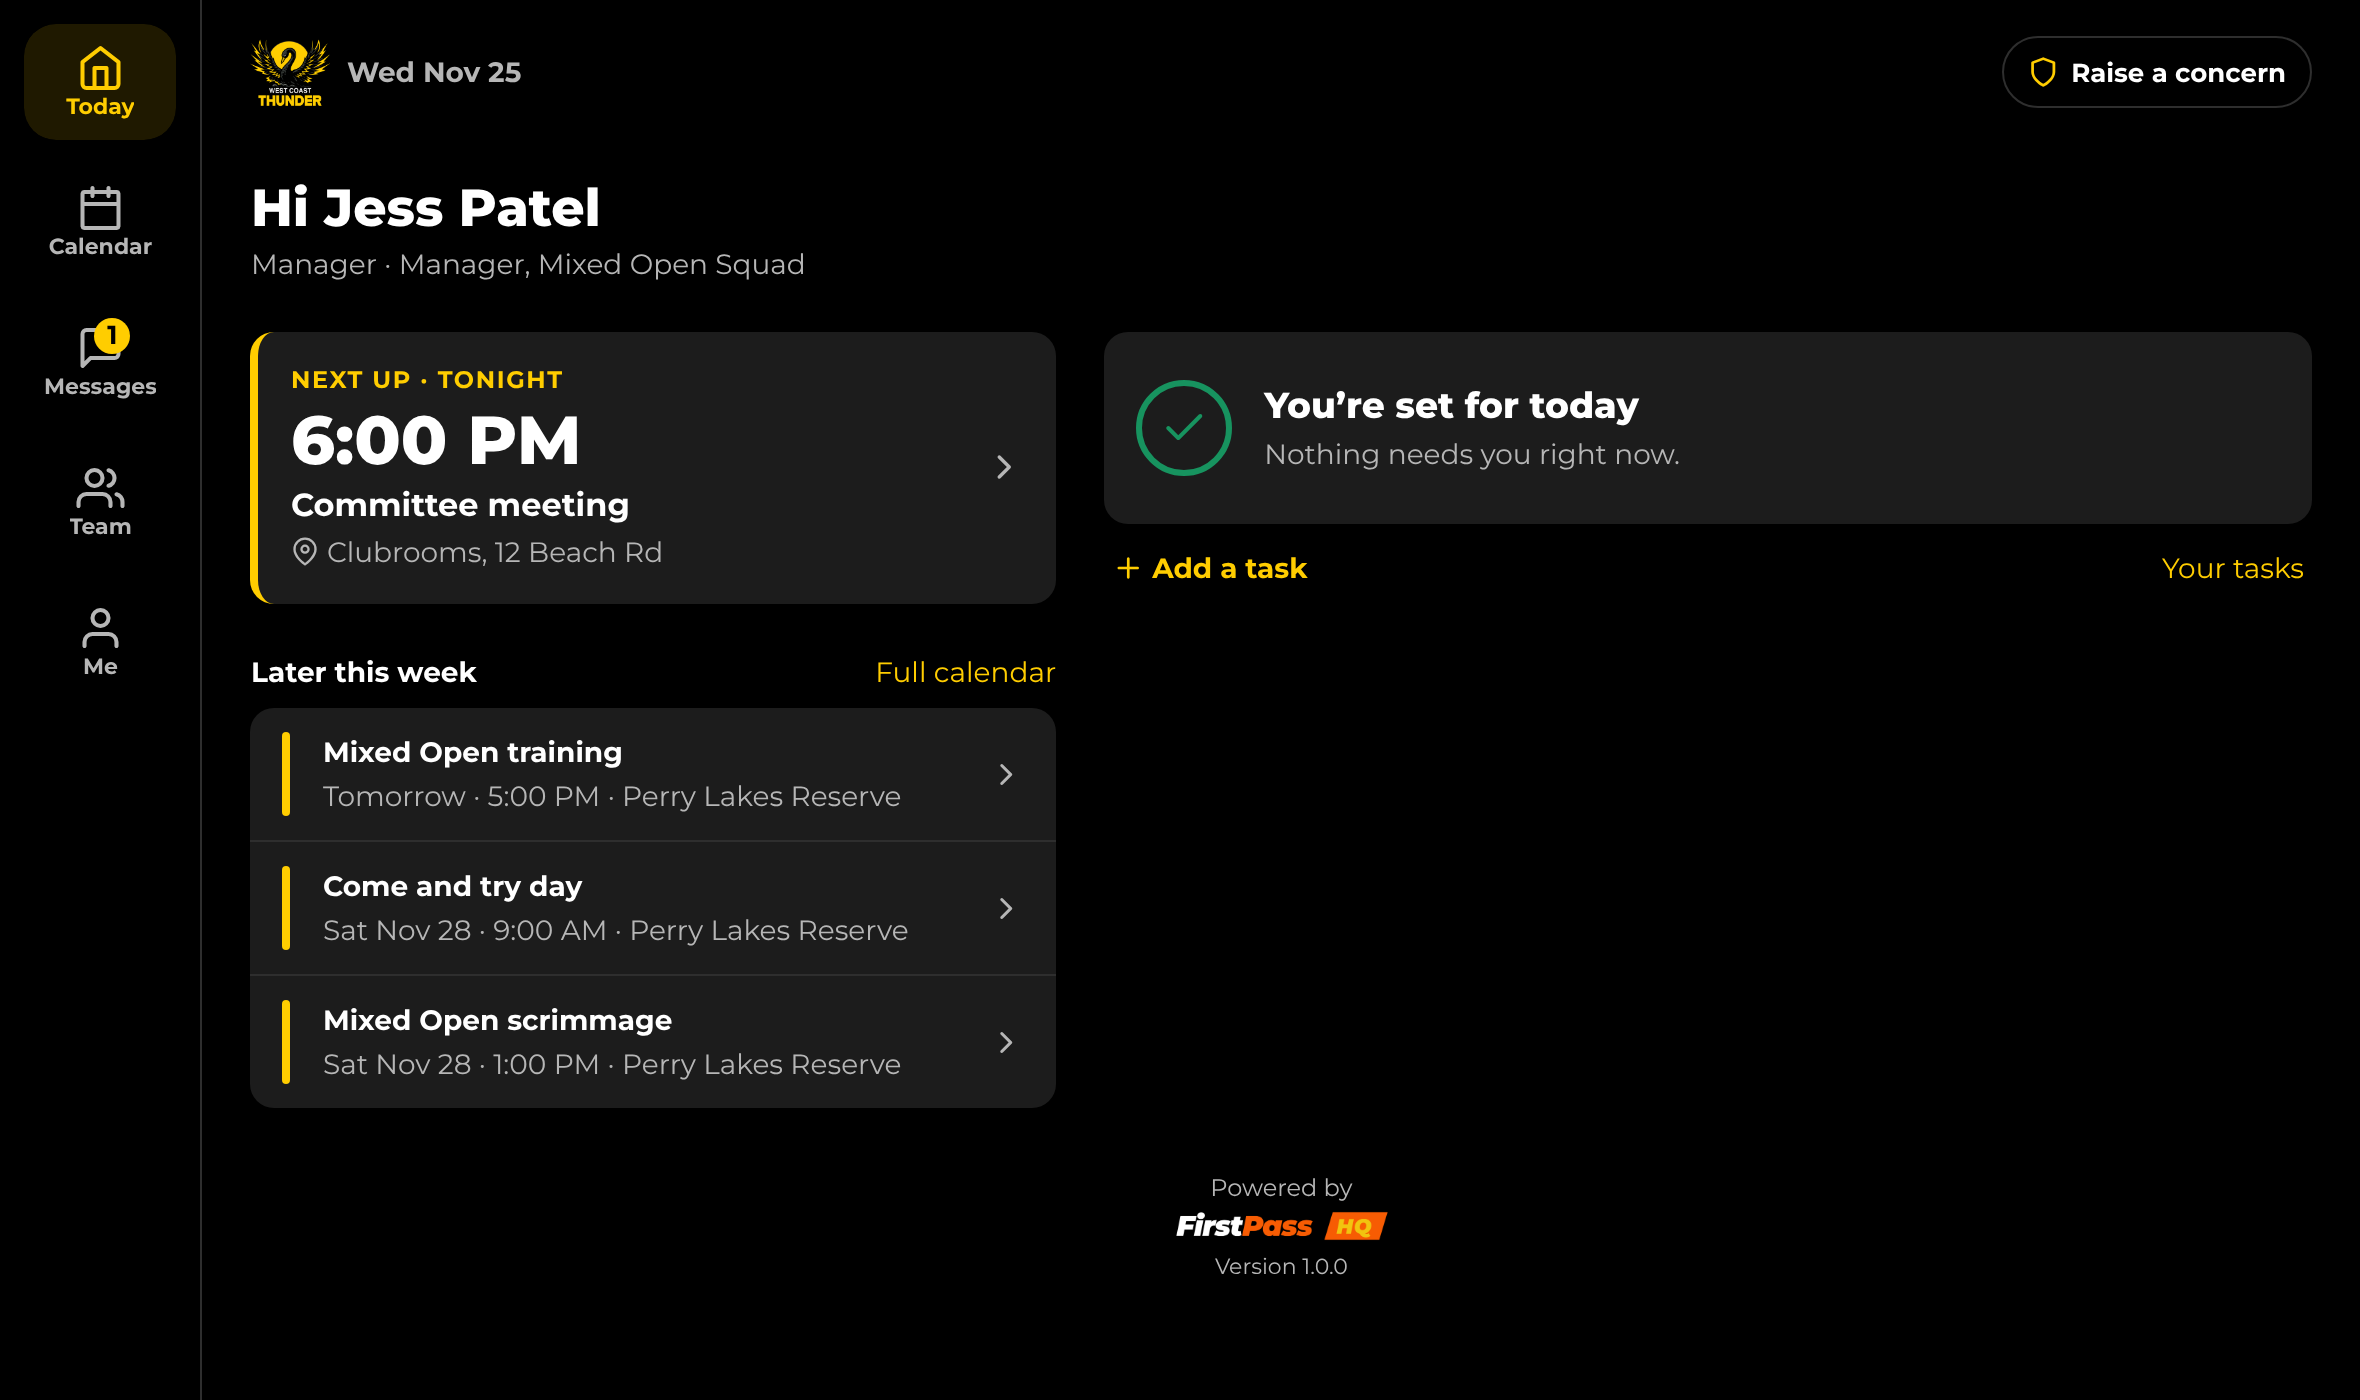 Today
Calendar
1
Messages
Team
Me
WEST COAST
THUNDER
Wed Nov 25
Raise a concern
Hi Jess Patel
Manager · Manager, Mixed Open Squad
NEXT UP · TONIGHT
6:00 PM
Committee meeting
Clubrooms, 12 Beach Rd
You’re set for today
Nothing needs you right now.
+ Add a task
Your tasks
Later this week
Full calendar
Mixed Open training
Tomorrow · 5:00 PM · Perry Lakes Reserve
Come and try day
Sat Nov 28 · 9:00 AM · Perry Lakes Reserve
Mixed Open scrimmage
Sat Nov 28 · 1:00 PM · Perry Lakes Reserve
Powered by
FirstPass HQ
Version 1.0.0